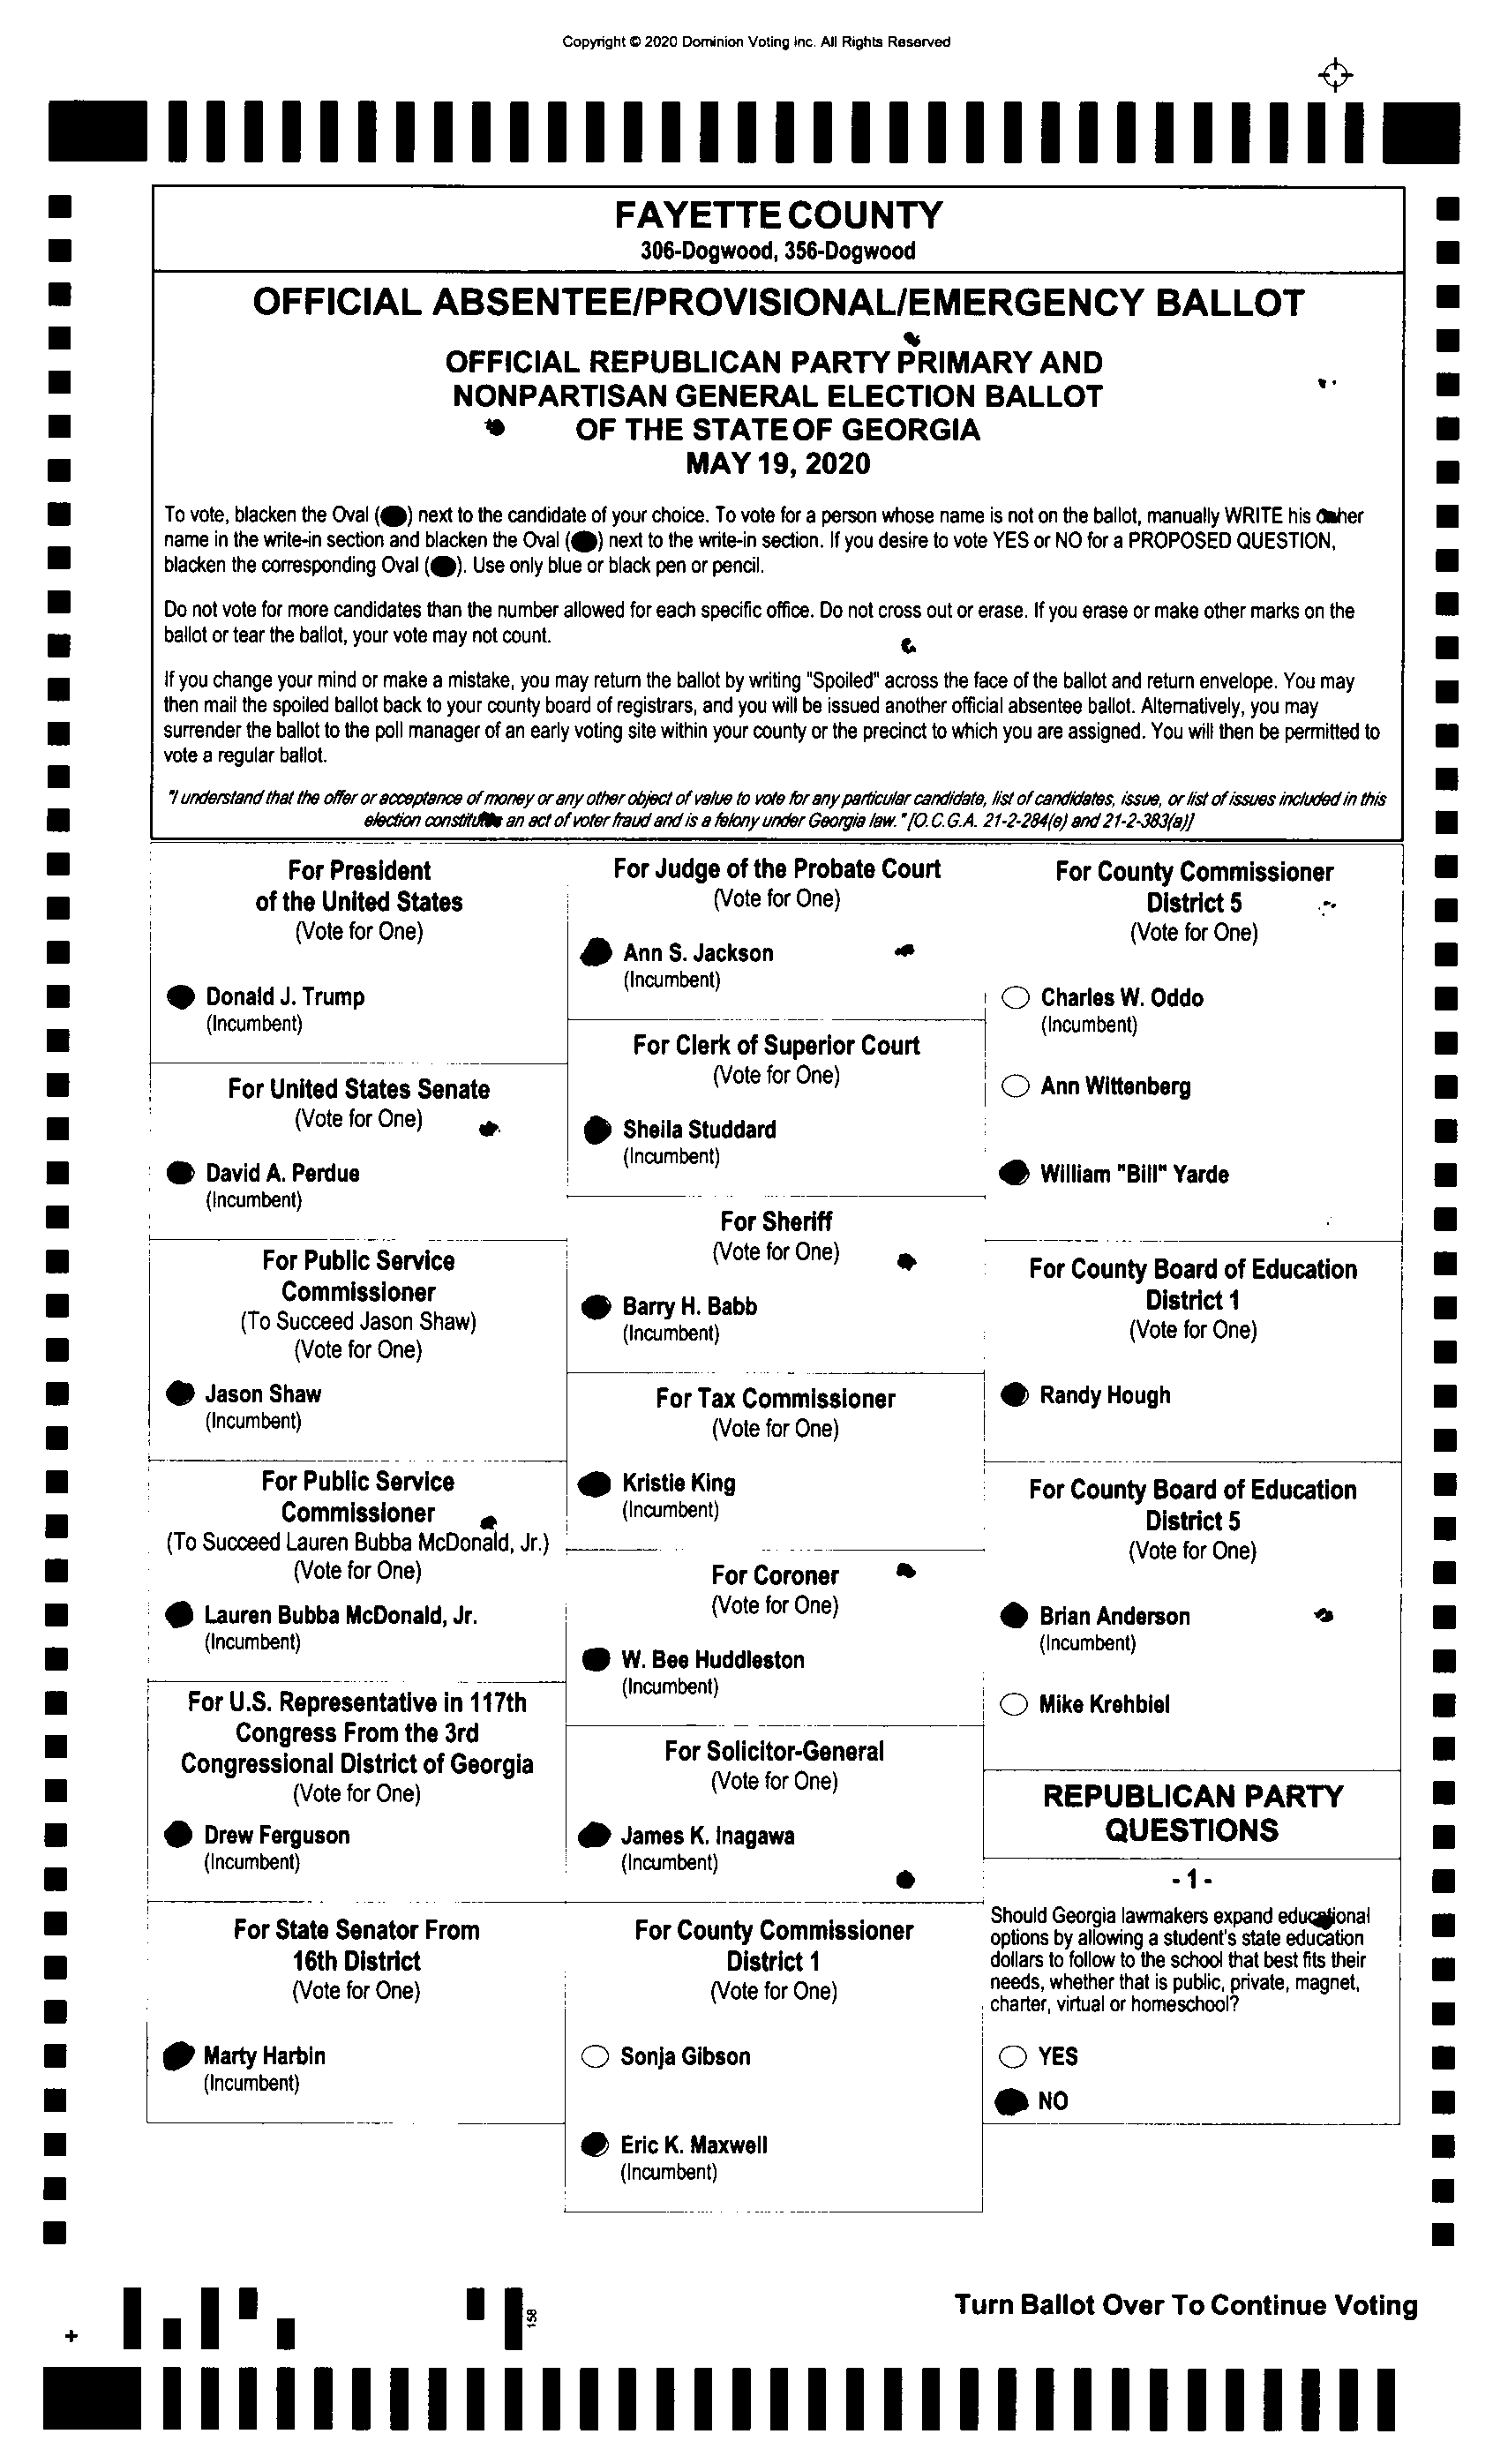 Copyright © 2020 Dominion Voting Inc. All Rights Reserved
FAYETTE COUNTY
306-Dogwood, 356-Dogwood
OFFICIAL ABSENTEE/PROVISIONAL/EMERGENCY BALLOT
OFFICIAL REPUBLICAN PARTY PRIMARY AND
NONPARTISAN GENERAL ELECTION BALLOT
OF THE STATE OF GEORGIA
MAY 19, 2020
To vote, blacken the Oval ( ) next to the candidate of your choice. To vote for a person whose name is not on the ballot, manually WRITE his her
name in the write-in section and blacken the Oval ( ) next to the write-in section. If you desire to vote YES or NO for a PROPOSED QUESTION,
blacken the corresponding Oval ( ). Use only blue or black pen or pencil.
Do not vote for more candidates than the number allowed for each specific office. Do not cross out or erase. If you erase or make other marks on the
ballot or tear the ballot, your vote may not count.
If you change your mind or make a mistake, you may return the ballot by writing "Spoiled" across the face of the ballot and return envelope. You may
then mail the spoiled ballot back to your county board of registrars, and you will be issued another official absentee ballot. Alternatively, you may
surrender the ballot to the poll manager of an early voting site within your county or the precinct to which you are assigned. You will then be permitted to
vote a regular ballot.
"I understand that the offer or acceptance of money or any other object of value to vote for any particular candidate, list of candidates, issue, or list of issues included in this
election constitutes an act of voter fraud and is a felony under Georgia law." [O.C.G.A. 21-2-284(e) and 21-2-383(a)]
For President
of the United States
(Vote for One)
Donald J. Trump
(Incumbent)
For United States Senate
(Vote for One)
David A. Perdue
(Incumbent)
For Public Service
Commissioner
(To Succeed Jason Shaw)
(Vote for One)
Jason Shaw
(Incumbent)
For Public Service
Commissioner
(To Succeed Lauren Bubba McDonald, Jr.)
(Vote for One)
Lauren Bubba McDonald, Jr.
(Incumbent)
For U.S. Representative in 117th
Congress From the 3rd
Congressional District of Georgia
(Vote for One)
Drew Ferguson
(Incumbent)
For State Senator From
16th District
(Vote for One)
Marty Harbin
(Incumbent)
For Judge of the Probate Court
(Vote for One)
Ann S. Jackson
(Incumbent)
For Clerk of Superior Court
(Vote for One)
Sheila Studdard
(Incumbent)
For Sheriff
(Vote for One)
Barry H. Babb
(Incumbent)
For Tax Commissioner
(Vote for One)
Kristie King
(Incumbent)
For Coroner
(Vote for One)
W. Bee Huddleston
(Incumbent)
For Solicitor-General
(Vote for One)
James K. Inagawa
(Incumbent)
For County Commissioner
District 1
(Vote for One)
Sonja Gibson
Eric K. Maxwell
(Incumbent)
For County Commissioner
District 5
(Vote for One)
Charles W. Oddo
(Incumbent)
Ann Wittenberg
William "Bill" Yarde
For County Board of Education
District 1
(Vote for One)
Randy Hough
For County Board of Education
District 5
(Vote for One)
Brian Anderson
(Incumbent)
Mike Krehbiel
REPUBLICAN PARTY
QUESTIONS
- 1 -
Should Georgia lawmakers expand educational
options by allowing a student's state education
dollars to follow to the school that best fits their
needs, whether that is public, private, magnet,
charter, virtual or homeschool?
YES
NO
Turn Ballot Over To Continue Voting
158
+